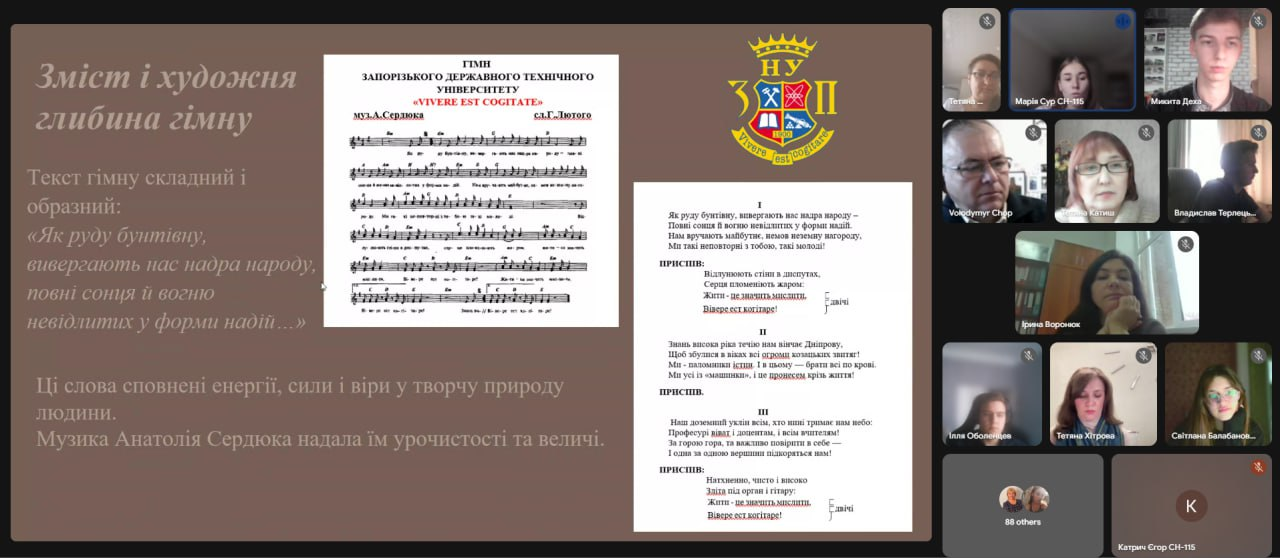 Зміст і художня
глибина гімну
Текст гімну складний і
образний:
«Як руду бунтівну,
вивергають нас надра народу,
повні сонця й вогню
невідлитих у форми надій…»
Ці слова сповнені енергії, сили і віри у творчу природу
людини.
Музика Анатолія Сердюка надала їм урочистості та величі.
ГІМН
ЗАПОРІЗЬКОГО ДЕРЖАВНОГО ТЕХНІЧНОГО
УНІВЕРСИТЕТУ
«VIVERE EST COGITATE»
муз.А.Сердюка сл.Г.Лютого
НУ
З П
1900
Vivere est cogitare
I
Як руду бунтівну, вивергають нас надра народу –
Повні сонця й вогню невідлитих у форми надій.
Нам вручають майбутнє, немов неземну нагороду,
Ми такі неповторні з тобою, такі молоді!
ПРИСПІВ:
Відлунюють стіни в диспутах,
Серця пломеніють жаром:
Жити - це значить мислити,
Вівере ест когітаре!
двічі
II
Знань висока ріка течію нам вінчає Дніпрову,
Щоб збулися в віках всі огроми козацьких звитяг!
Ми - паломники істин. І в цьому — брати всі по крові.
Ми усі із «машинки», і це пронесем крізь життя!
ПРИСПІВ.
III
Наш доземний уклін всім, хто нині тримає нам небо:
Професурі віват і доцентам, і всім вчителям!
За горою гора, та важливо повірити в себе —
І одна за одною вершини підкоряться нам!
ПРИСПІВ:
Натхненно, чисто і високо
Зліта під орган і гітару:
Жити - це значить мислити,
Вівере ест когітаре!
двічі
Тетяна ...
Марія Сур СН-115
Микита Деха
Volodymyr Chop
Тетяна Катиш
Владислав Терлець...
Ірина Воронюк
Ілля Оболенцев
Тетяна Хітрова
Світлана Балабанов...
88 others
К
Катрич Єгор СН-115